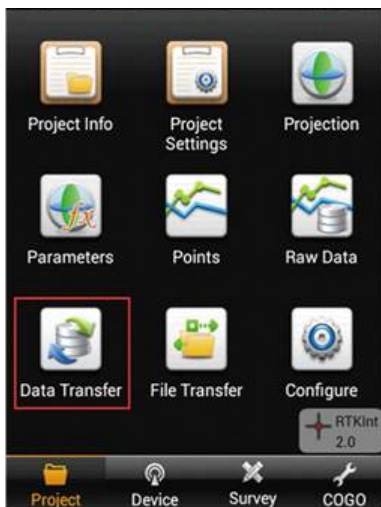 Project Info
Project
Settings
Projection
Parameters
Points
Raw Data
Data Transfer
File Transfer
Configure
RTKInt
2.0
Project
Device
Survey
COGO